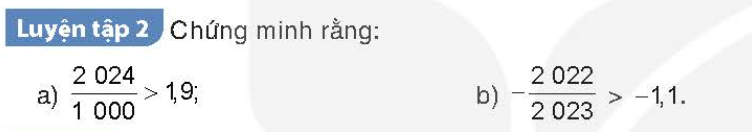 Luyện tập 2 Chứng minh rằng:
a) 2 024/1 000 > 1,9; b) −2 022/2 023 > −1,1.